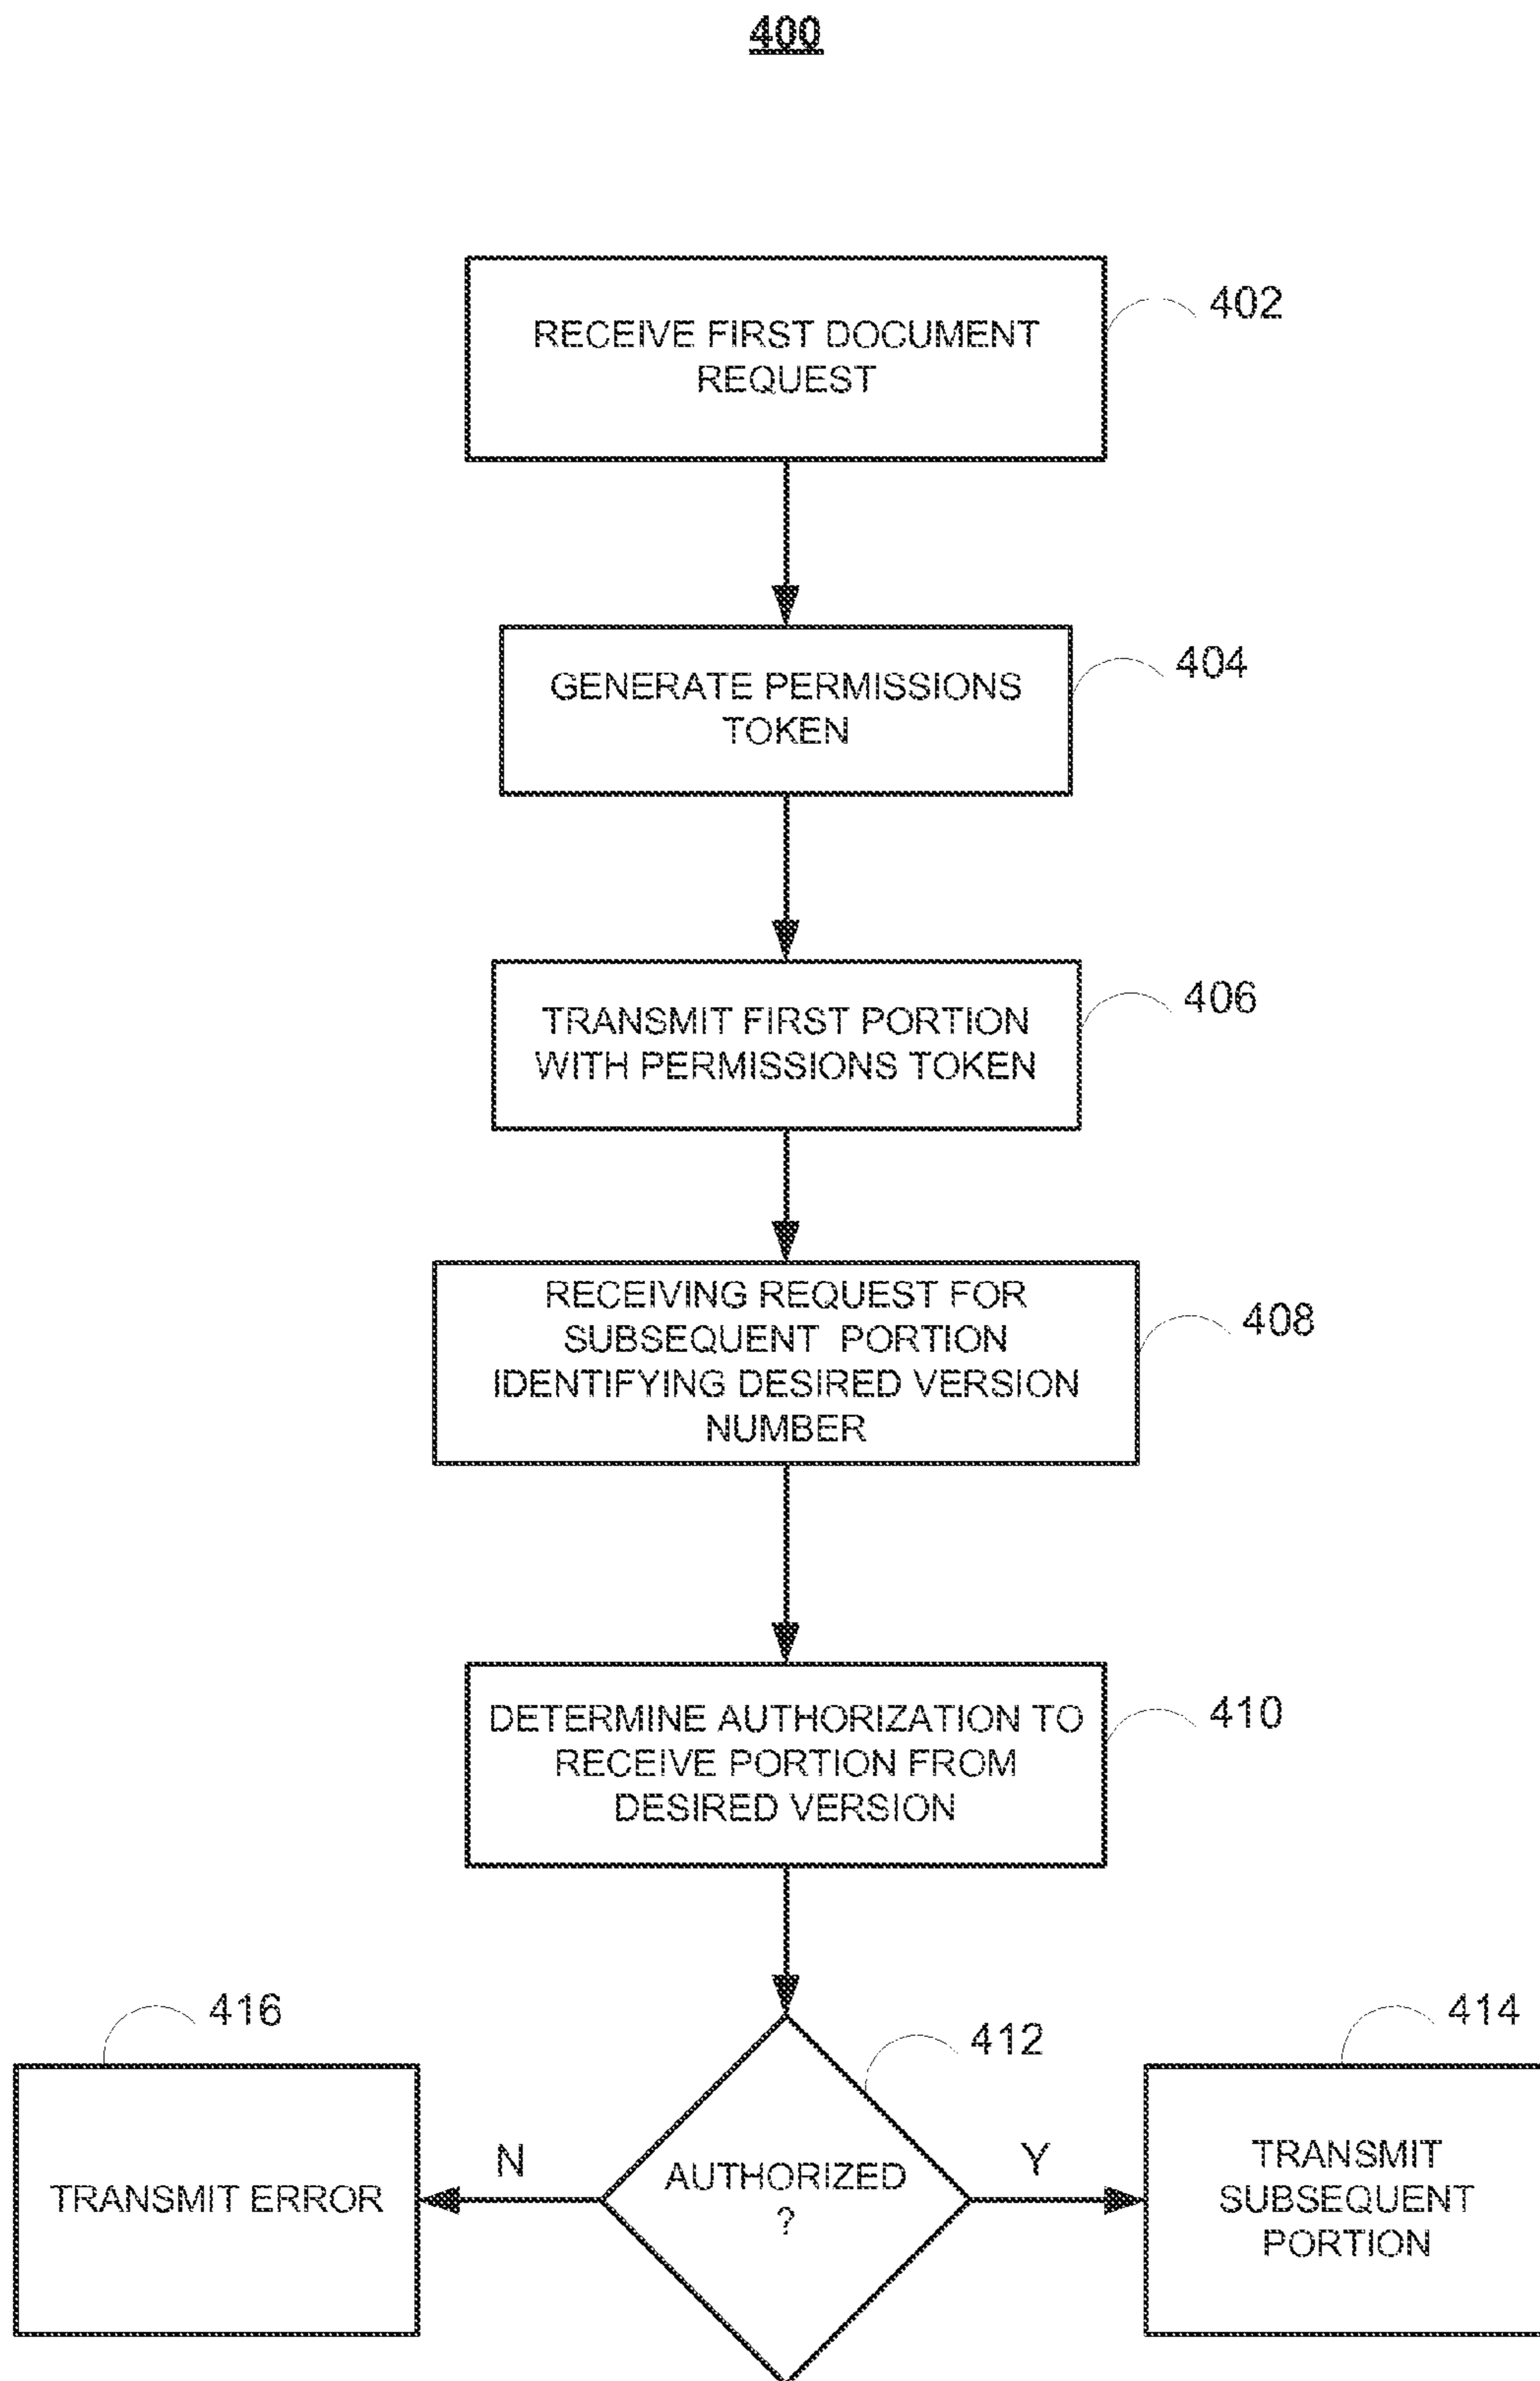 400
RECEIVE FIRST DOCUMENT
REQUEST
402
GENERATE PERMISSIONS
TOKEN
404
TRANSMIT FIRST PORTION
WITH PERMISSIONS TOKEN
406
RECEIVING REQUEST FOR
SUBSEQUENT PORTION
IDENTIFYING DESIRED VERSION
NUMBER
408
DETERMINE AUTHORIZATION TO
RECEIVE PORTION FROM
DESIRED VERSION
410
416
412
414
TRANSMIT ERROR
N
AUTHORIZED
?
Y
TRANSMIT
SUBSEQUENT
PORTION